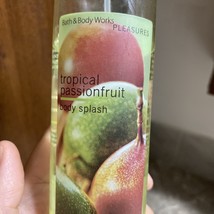 Bath & Body Works
PLEASURES
tropical
passionfruit
body splash